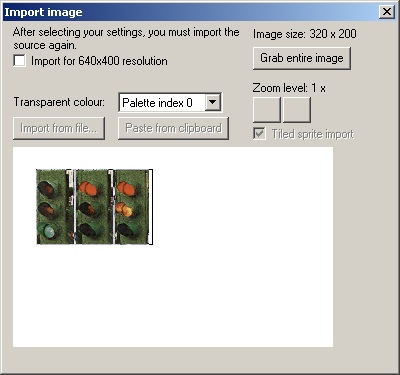 Import image
After selecting your settings, you must import the
source again.
Import for 640x400 resolution
Image size: 320 x 200
Grab entire image
Zoom level: 1 x
Transparent colour:
Palette index 0
Import from file...
Paste from clipboard
Tiled sprite import